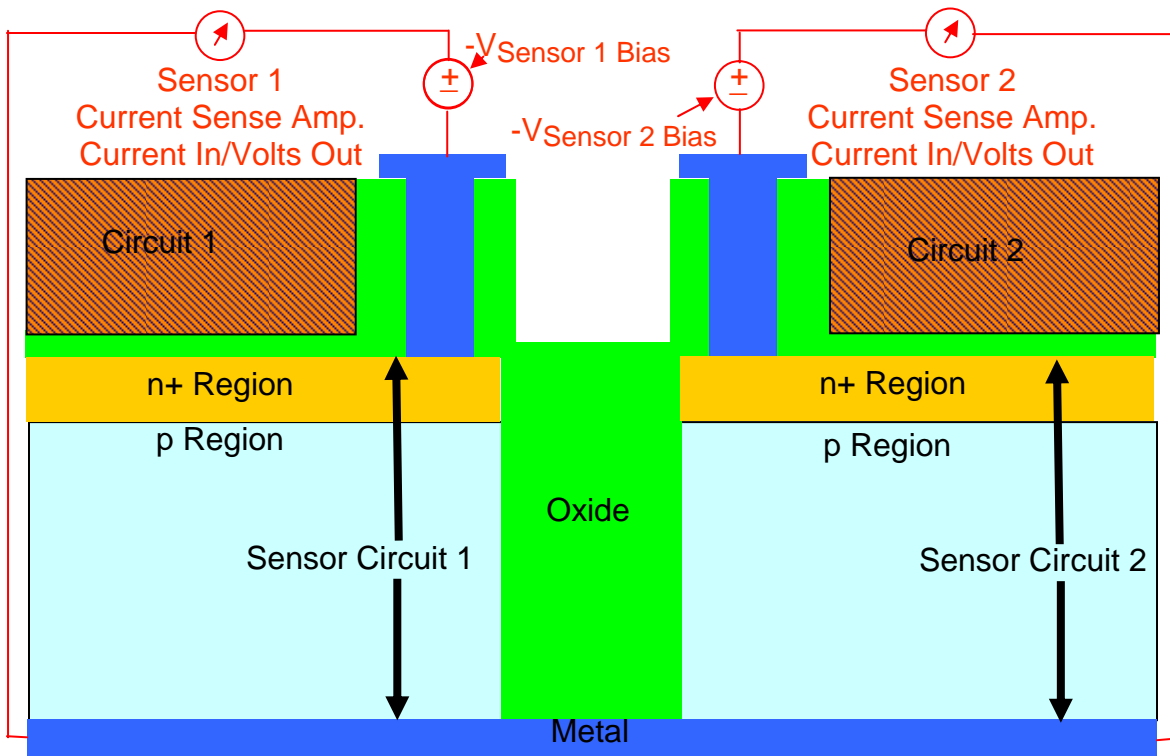 -VSensor 1 Bias
Sensor 1
Current Sense Amp.
Current In/Volts Out
+
-VSensor 2 Bias
+
Sensor 2
Current Sense Amp.
Current In/Volts Out
Circuit 1
Circuit 2
n+ Region
n+ Region
p Region
p Region
Oxide
Sensor Circuit 1
Sensor Circuit 2
Metal